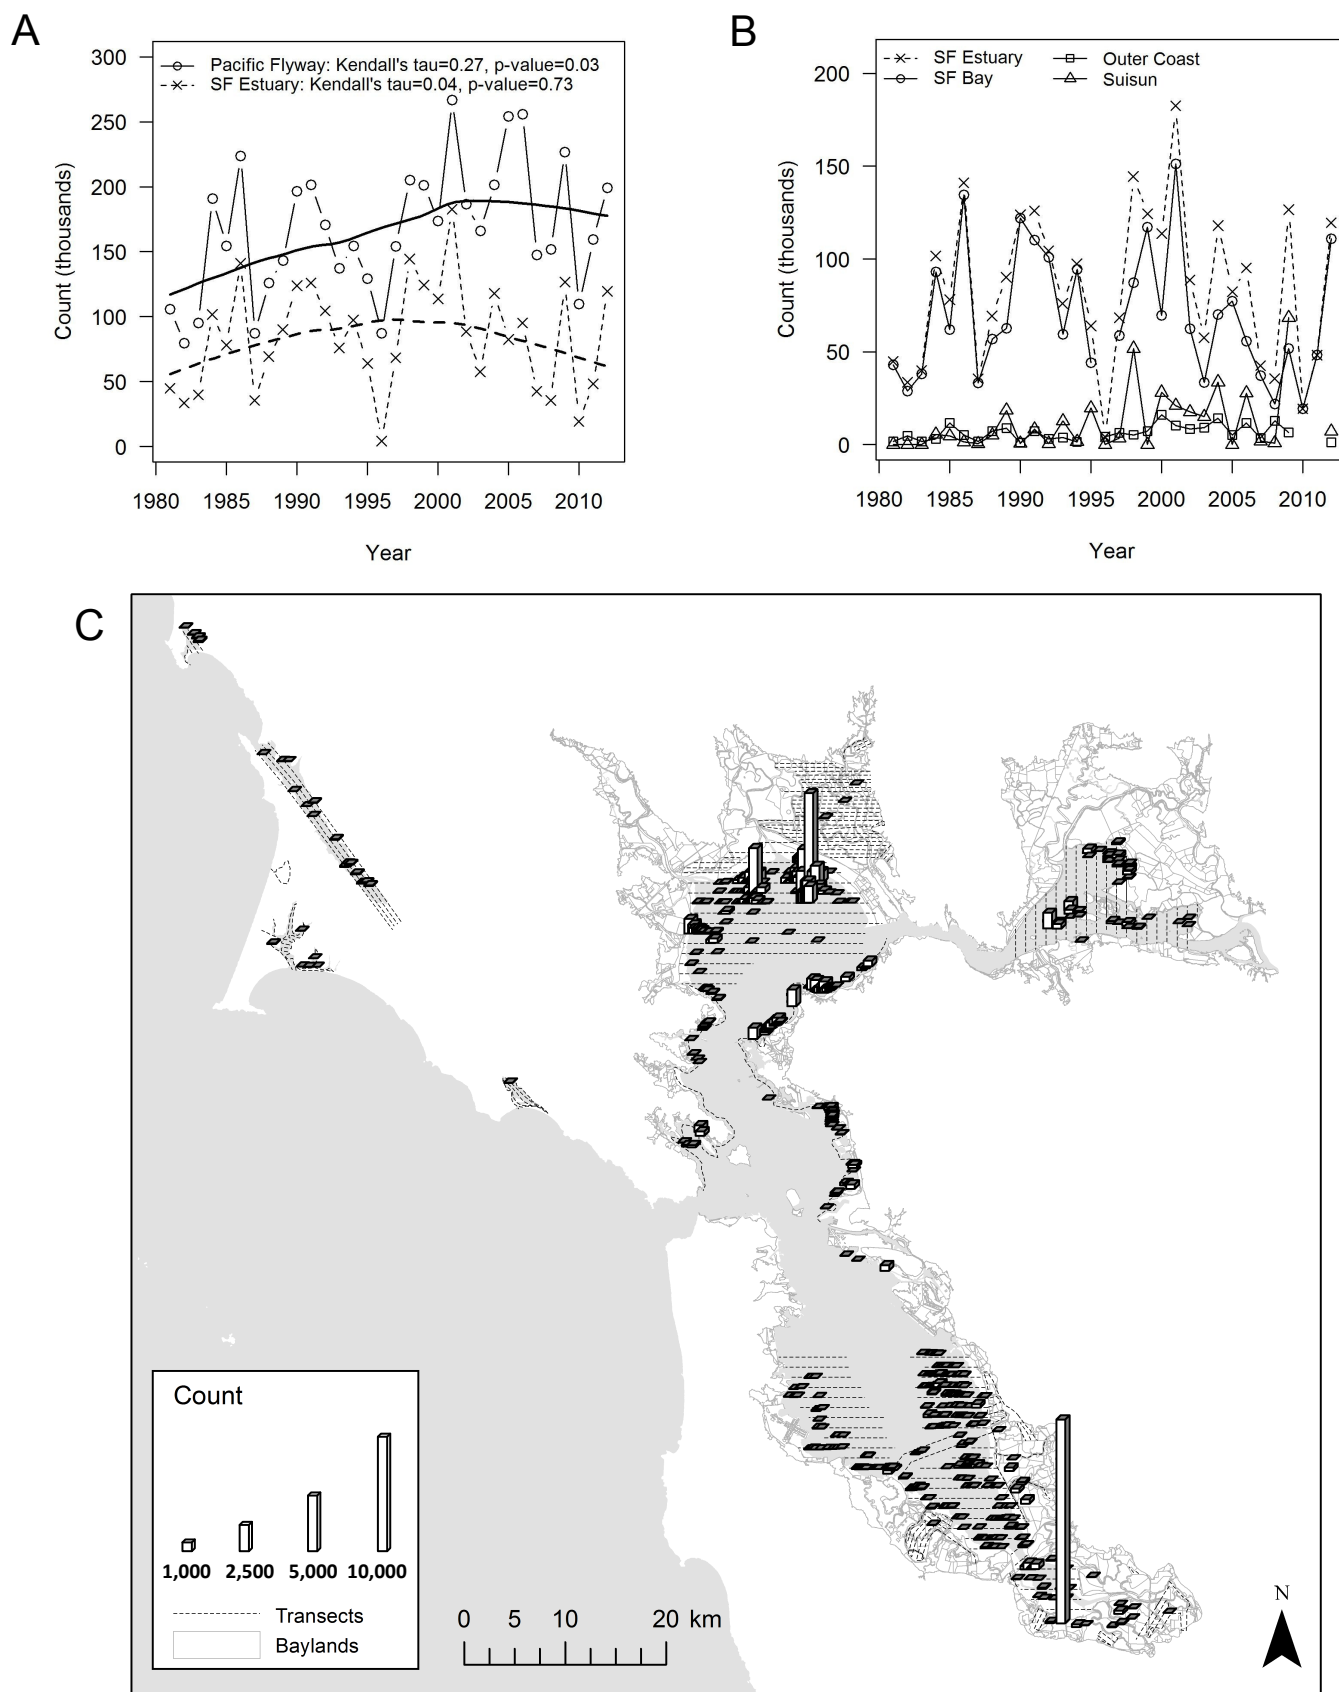 A
300
250
200
150
100
50
0
Count (thousands)
Pacific Flyway: Kendall's tau=0.27, p-value=0.03
SF Estuary: Kendall's tau=0.04, p-value=0.73
1980 1985 1990 1995 2000 2005 2010
Year
B
200
150
100
50
0
Count (thousands)
SF Estuary
SF Bay
Outer Coast
Suisun
1980 1985 1990 1995 2000 2005 2010
Year
C
Count
1,000 2,500 5,000 10,000
Transects
Baylands
0 5 10 20 km
N